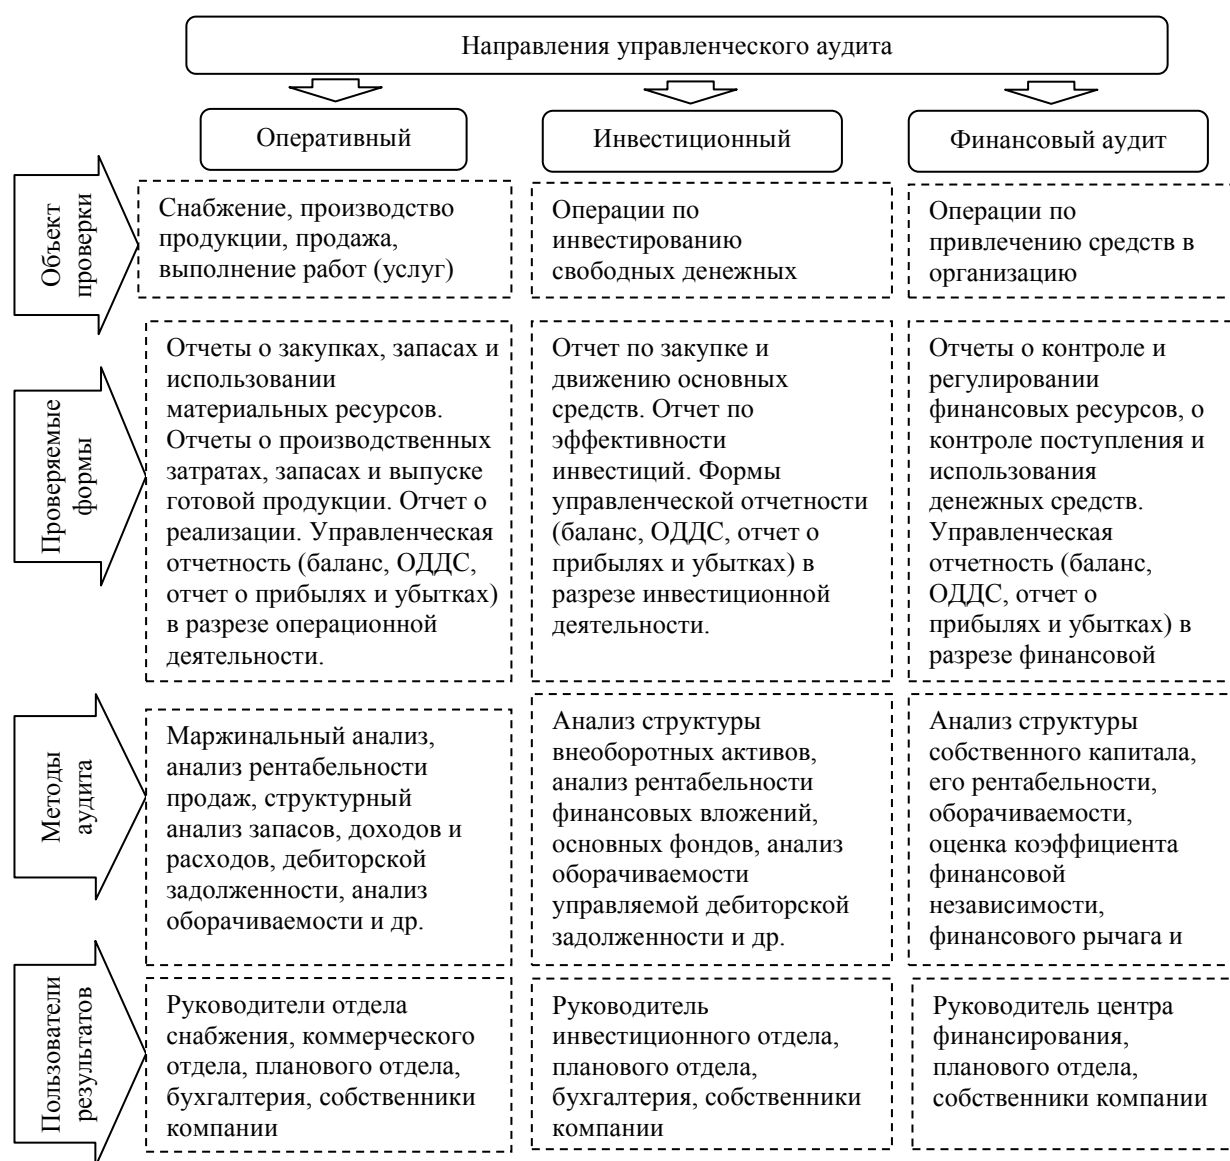 Направления управленческого аудита
Оперативный
Инвестиционный
Финансовый аудит
Объект
проверки
Снабжение, производство
продукции, продажа,
выполнение работ (услуг)
Операции по
инвестированию
свободных денежных
Операции по
привлечению средств в
организацию
Проверяемые
формы
Отчеты о закупках, запасах и
использовании
материальных ресурсов.
Отчеты о производственных
затратах, запасах и выпуске
готовой продукции. Отчет о
реализации. Управленческая
отчетность (баланс, ОДДС,
отчет о прибылях и убытках)
в разрезе операционной
деятельности.
Отчет по закупке и
движению основных
средств. Отчет по
эффективности
инвестиций. Формы
управленческой отчетности
(баланс, ОДДС, отчет о
прибылях и убытках) в
разрезе инвестиционной
деятельности.
Отчеты о контроле и
регулировании
финансовых ресурсов, о
контроле поступления и
использования
денежных средств.
Управленческая
отчетность (баланс,
ОДДС, отчет о
прибылях и убытках) в
разрезе финансовой
Методы
аудита
Маржинальный анализ,
анализ рентабельности
продаж, структурный
анализ запасов, доходов и
расходов, дебиторской
задолженности, анализ
оборачиваемости и др.
Анализ структуры
внеоборотных активов,
анализ рентабельности
финансовых вложений,
основных фондов, анализ
оборачиваемости
управляемой дебиторской
задолженности и др.
Анализ структуры
собственного капитала,
его рентабельности,
оборачиваемости,
оценка коэффициента
финансовой
независимости,
финансового рычага и
Пользователи
результатов
Руководители отдела
снабжения, коммерческого
отдела, планового отдела,
бухгалтерия, собственники
компании
Руководитель
инвестиционного отдела,
планового отдела,
бухгалтерия, собственники
компании
Руководитель центра
финансирования,
планового отдела,
собственники компании